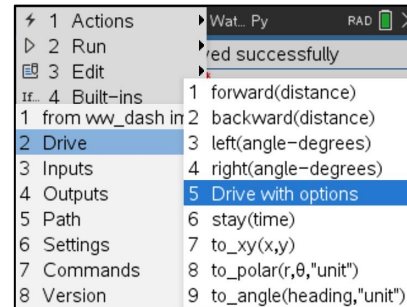 1 Actions
2 Run
3 Edit
If... 4 Built-ins
Wat... Py RAD
ved successfully
1 from ww_dash im
2 Drive
3 Inputs
4 Outputs
5 Path
6 Settings
7 Commands
8 Version
1 forward(distance)
2 backward(distance)
3 left(angle-degrees)
4 right(angle-degrees)
5 Drive with options
6 stay(time)
7 to_xy(x,y)
8 to_polar(r,θ,"unit")
9 to_angle(heading,"unit")